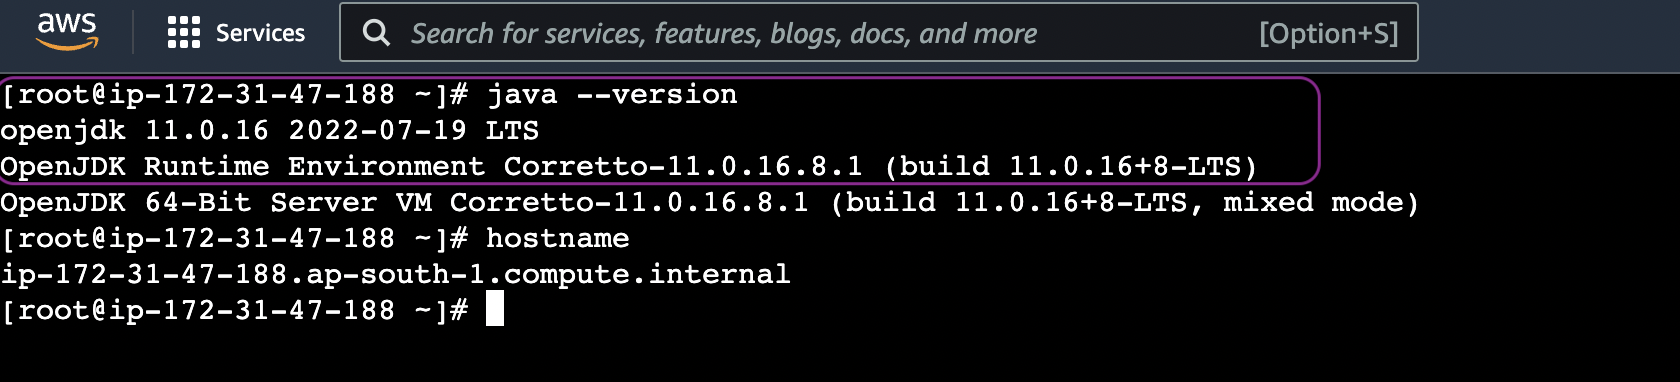 aws
Services
Search for services, features, blogs, docs, and more
[Option+S]
[root@ip-172-31-47-188 ~]# java --version
openjdk 11.0.16 2022-07-19 LTS
OpenJDK Runtime Environment Corretto-11.0.16.8.1 (build 11.0.16+8-LTS)
OpenJDK 64-Bit Server VM Corretto-11.0.16.8.1 (build 11.0.16+8-LTS, mixed mode)
[root@ip-172-31-47-188 ~]# hostname
ip-172-31-47-188.ap-south-1.compute.internal
[root@ip-172-31-47-188 ~]#